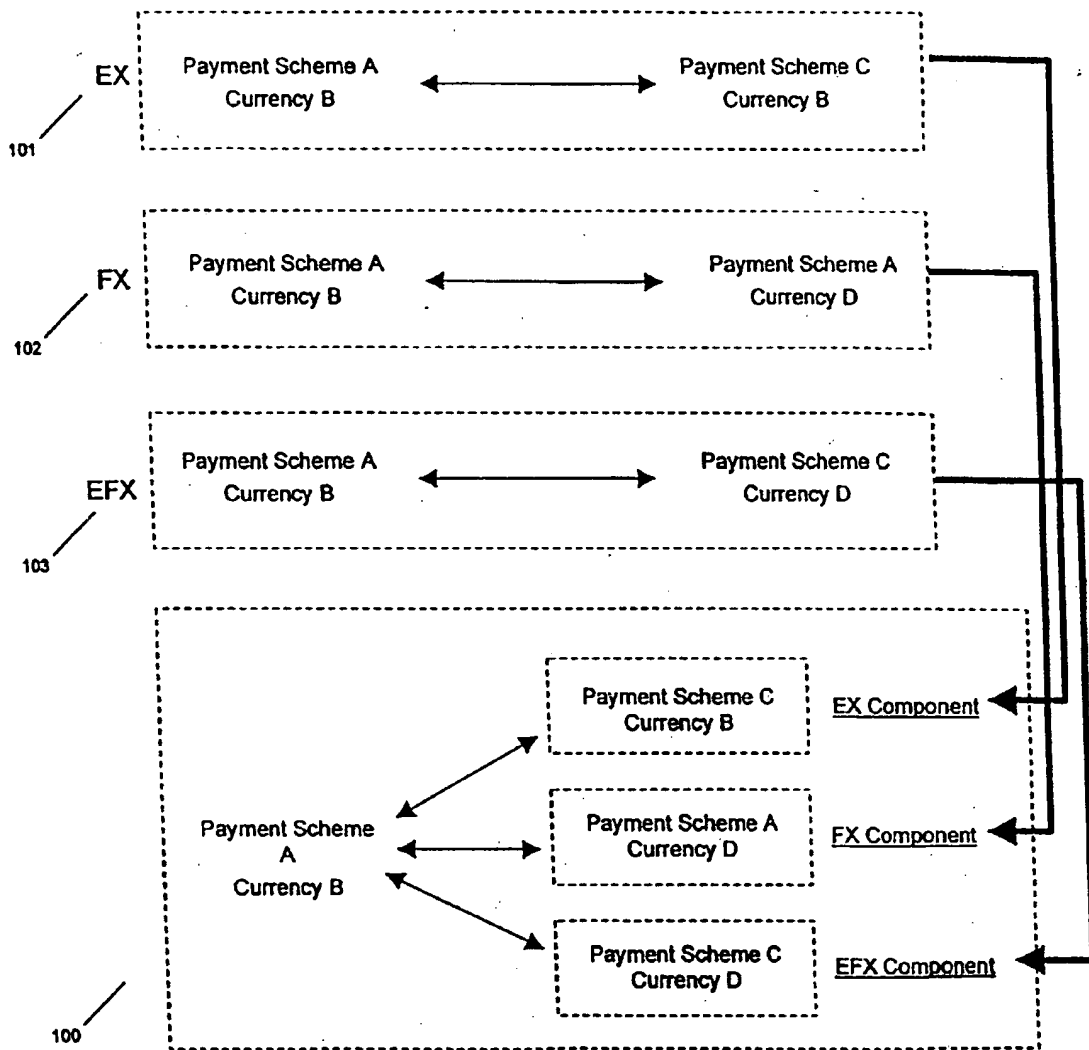 EX
101
Payment Scheme A
Currency B
Payment Scheme C
Currency B
FX
102
Payment Scheme A
Currency B
Payment Scheme A
Currency D
EFX
103
Payment Scheme A
Currency B
Payment Scheme C
Currency D
Payment Scheme
A
Currency B
Payment Scheme C
Currency B
EX Component
Payment Scheme A
Currency D
FX Component
Payment Scheme C
Currency D
EFX Component
100